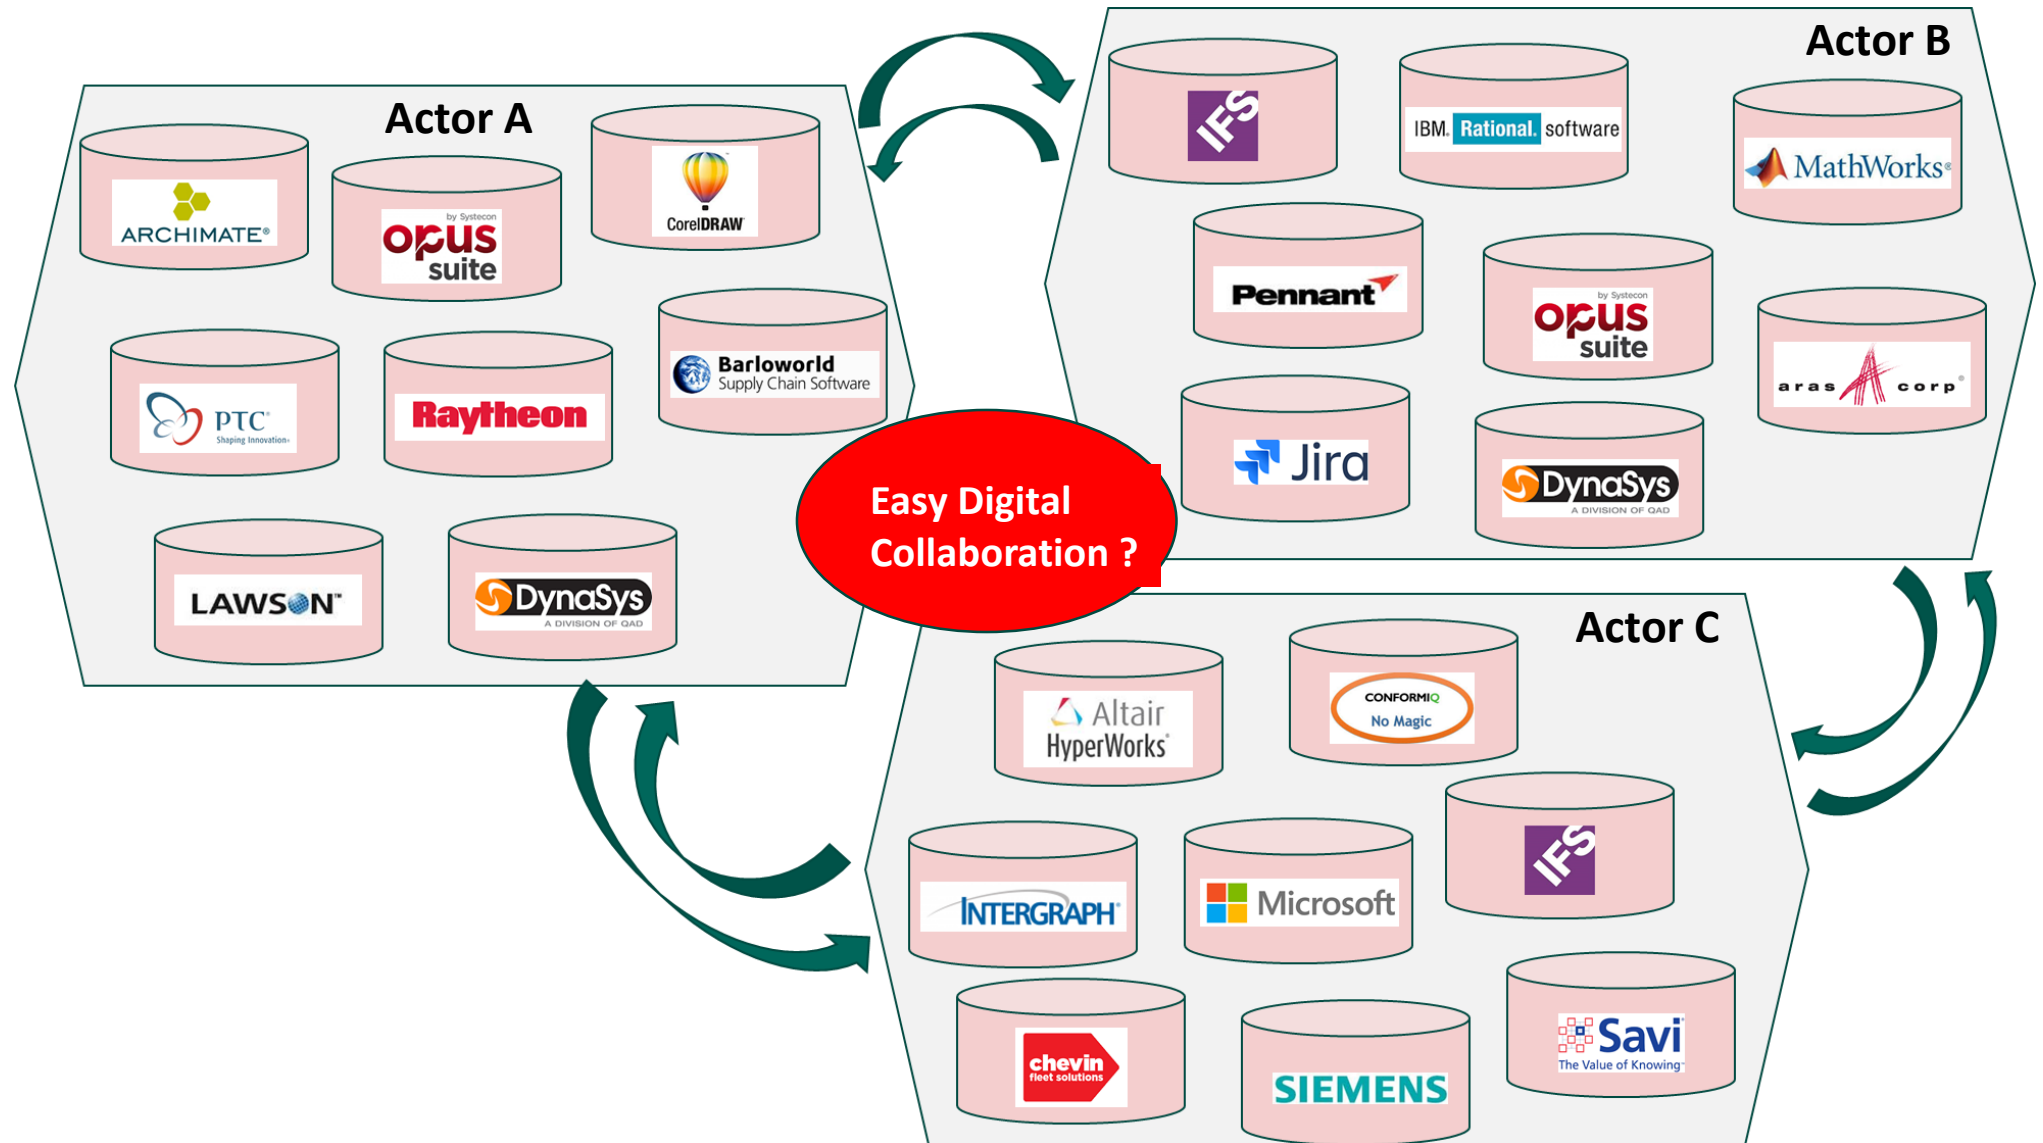 Actor A
ARCHIMATE®
by Systecon
opus
suite
CorelDRAW
PTC®
Shaping Innovation
Raytheon
Barloworld
Supply Chain Software
LAWSON™
DynaSys
A DIVISION OF QAD
Actor B
IFS
IBM. Rational. software
MathWorks®
Pennant
by Systecon
opus
suite
aras corp®
Jira
DynaSys
A DIVISION OF QAD
Easy Digital
Collaboration ?
Actor C
Altair
HyperWorks®
CONFORMIQ
No Magic
IFS
INTERGRAPH®
Microsoft
chevin
fleet solutions
SIEMENS
Savi
The Value of Knowing™